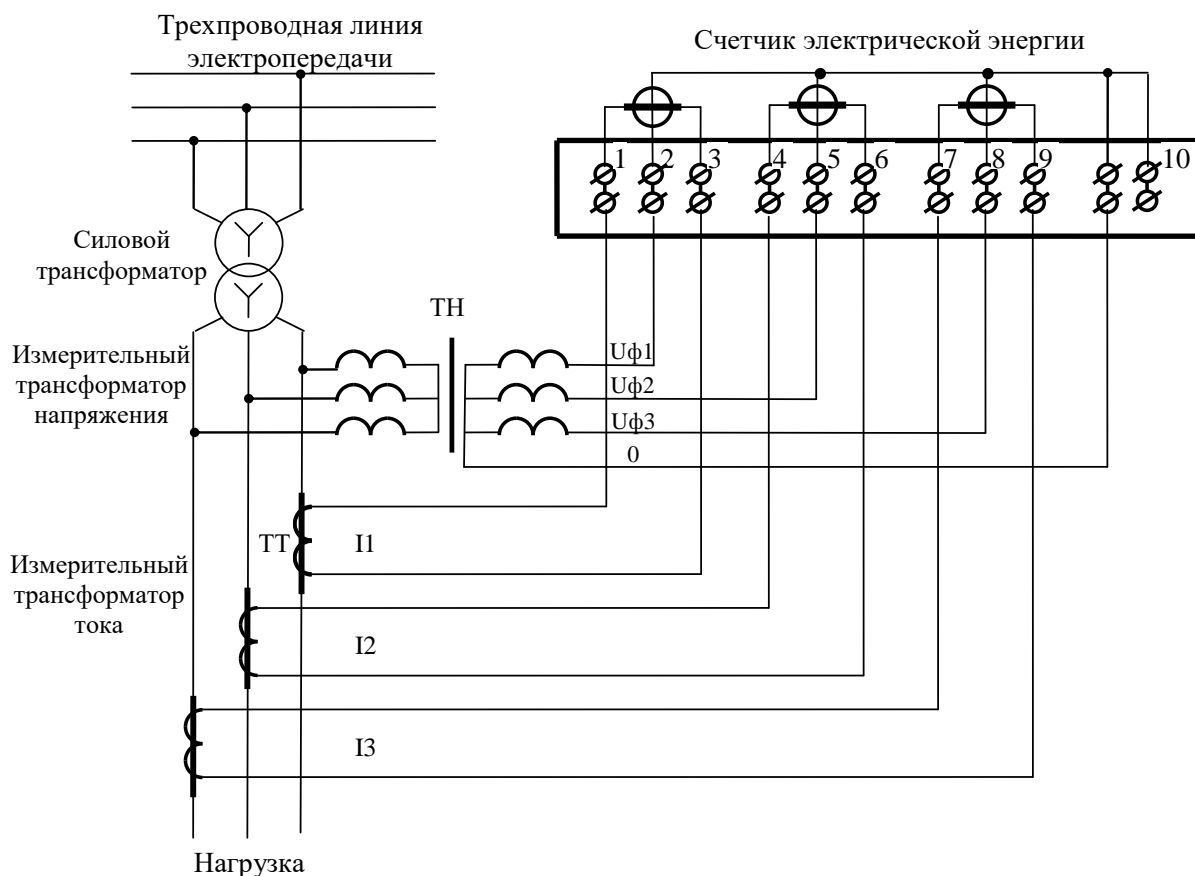 Трехпроводная линия
электропередачи
Счетчик электрической энергии
1 2 3 4 5 6 7 8 9 10
Силовой
трансформатор
ТН
Измерительный
трансформатор
напряжения
Uф1
Uф2
Uф3
0
ТТ
I1
Измерительный
трансформатор
тока
I2
I3
Нагрузка